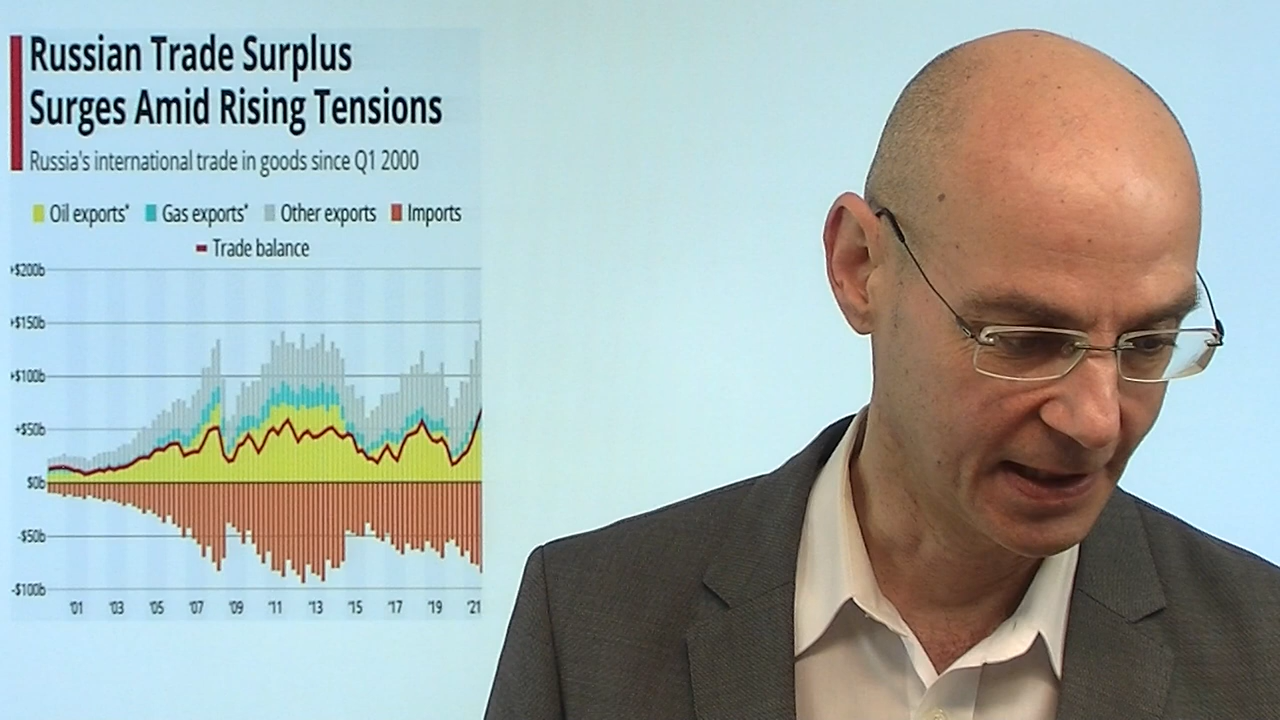 Russian Trade Surplus
Surges Amid Rising Tensions
Russia's international trade in goods since Q1 2000
Oil exports* Gas exports* Other exports Imports
Trade balance
+$200b
+$150b
+$100b
+$50b
$0b
-$50b
-$100b
'01 '03 '05 '07 '09 '11 '13 '15 '17 '19 '21